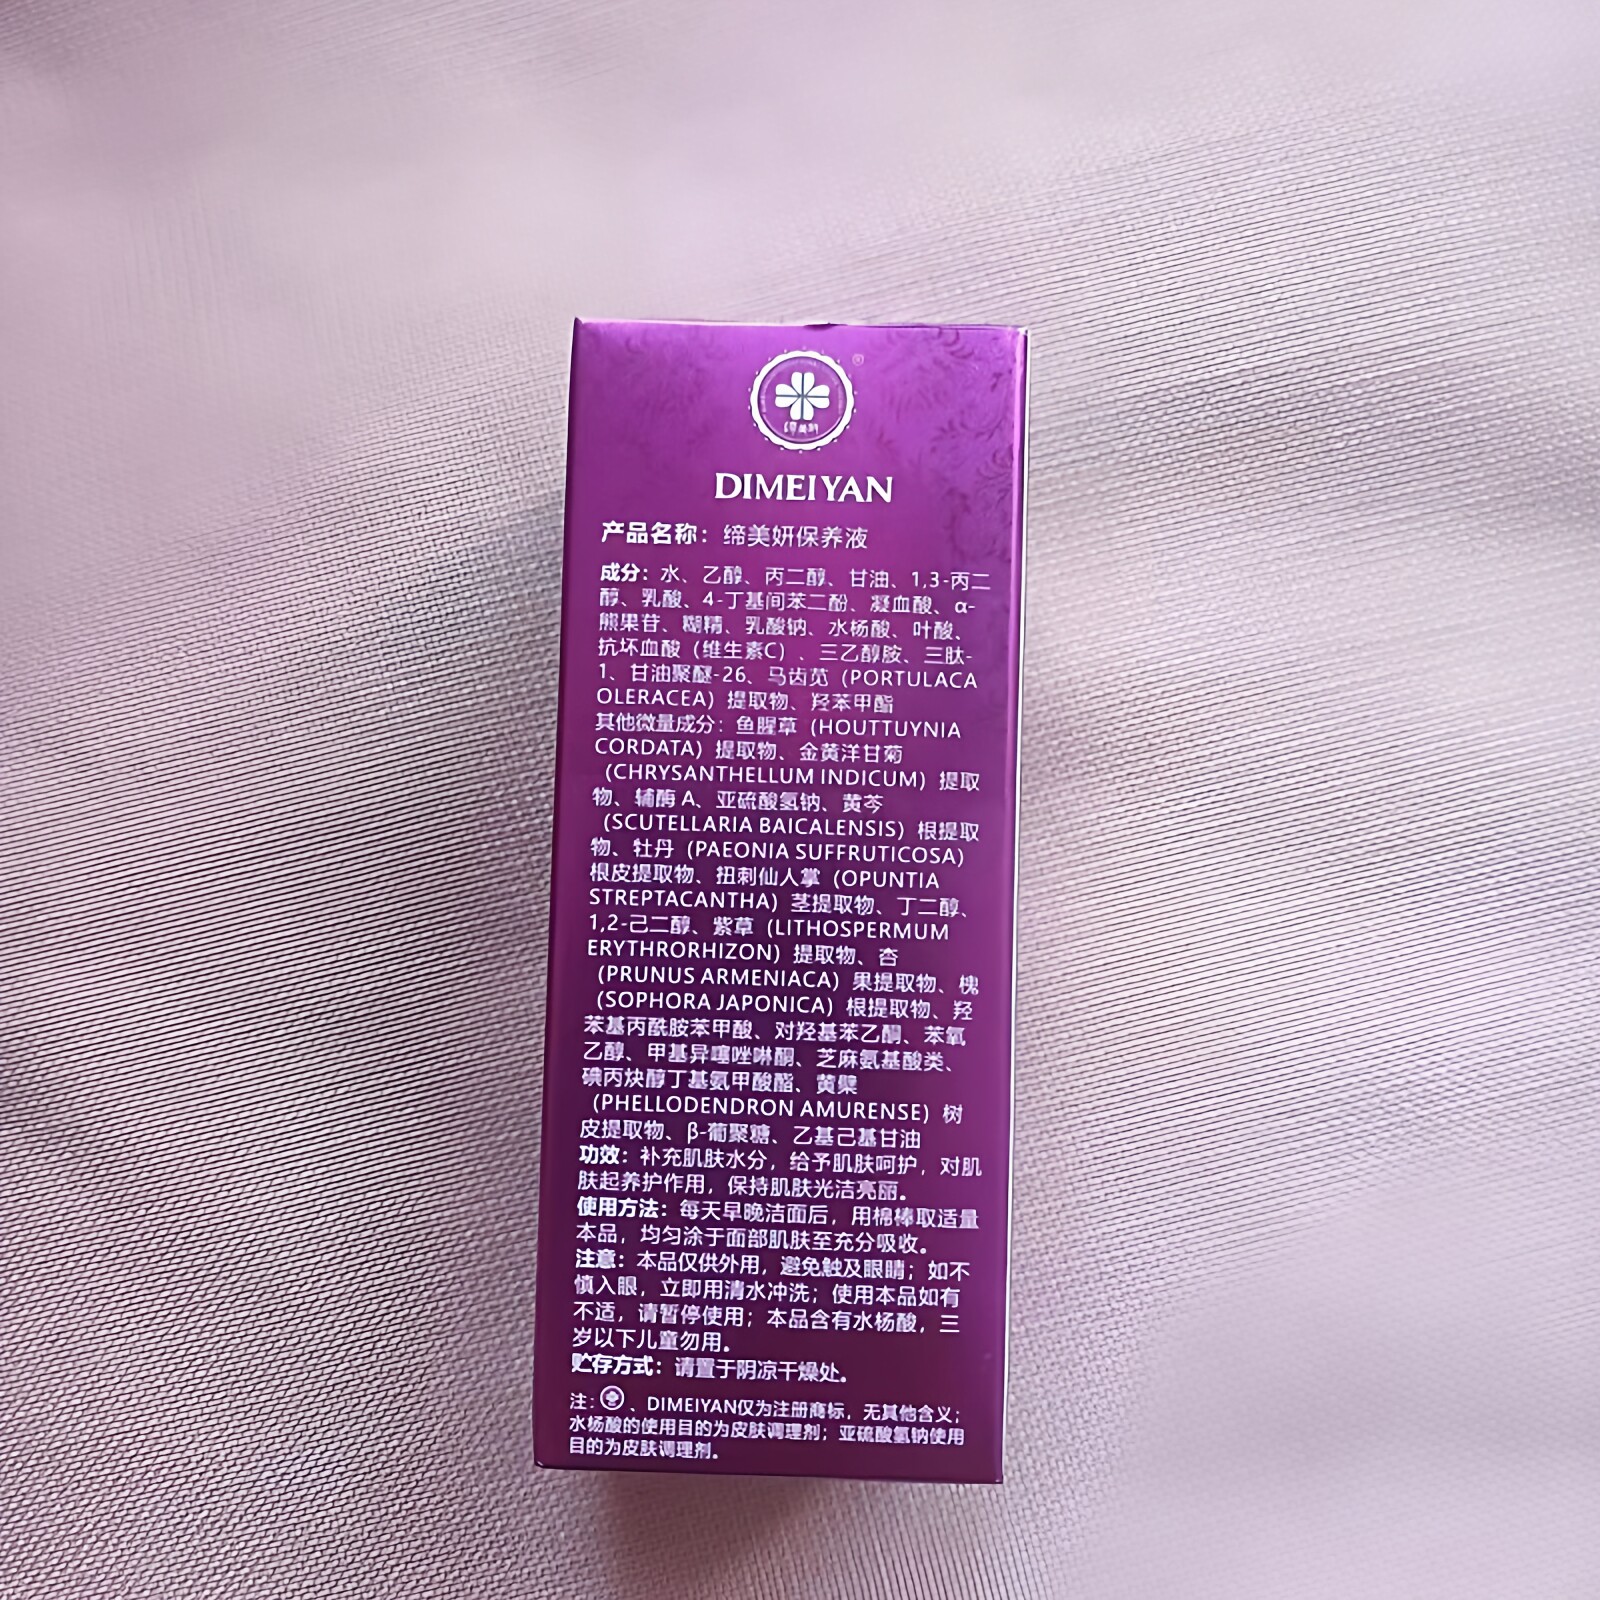 ®
缔美妍
DIMEIYAN
产品名称：缔美妍保养液
成分：水、乙醇、丙二醇、甘油、1,3-丙二
醇、乳酸、4-丁基间苯二酚、凝血酸、α-
熊果苷、糊精、乳酸钠、水杨酸、叶酸、
抗坏血酸（维生素C）、三乙醇胺、三肽-
1、甘油聚醚-26、马齿苋（PORTULACA
OLERACEA）提取物、羟苯甲酯
其他微量成分：鱼腥草（HOUTTUYNIA
CORDATA）提取物、金黄洋甘菊
（CHRYSANTHELLUM INDICUM）提取
物、辅酶 A、亚硫酸氢钠、黄芩
（SCUTELLARIA BAICALENSIS）根提取
物、牡丹（PAEONIA SUFFRUTICOSA）
根皮提取物、扭刺仙人掌（OPUNTIA
STREPTACANTHA）茎提取物、丁二醇、
1,2-己二醇、紫草（LITHOSPERMUM
ERYTHRORHIZON）提取物、杏
（PRUNUS ARMENIACA）果提取物、槐
（SOPHORA JAPONICA）根提取物、羟
苯基丙酰胺苯甲酸、对羟基苯乙酮、苯氧
乙醇、甲基异噻唑啉酮、芝麻氨基酸类、
碘丙炔醇丁基氨甲酸酯、黄檗
（PHELLODENDRON AMURENSE）树
皮提取物、β-葡聚糖、乙基己基甘油
功效：补充肌肤水分，给予肌肤呵护，对肌
肤起养护作用，保持肌肤光洁亮丽。
使用方法：每天早晚洁面后，用棉棒取适量
本品，均匀涂于面部肌肤至充分吸收。
注意：本品仅供外用，避免触及眼睛；如不
慎入眼，立即用清水冲洗；使用本品如有
不适，请暂停使用；本品含有水杨酸，三
岁以下儿童勿用。
贮存方式：请置于阴凉干燥处。
注: 、DIMEIYAN仅为注册商标，无其他含义；
水杨酸的使用目的为皮肤调理剂；亚硫酸氢钠使用
目的为皮肤调理剂。